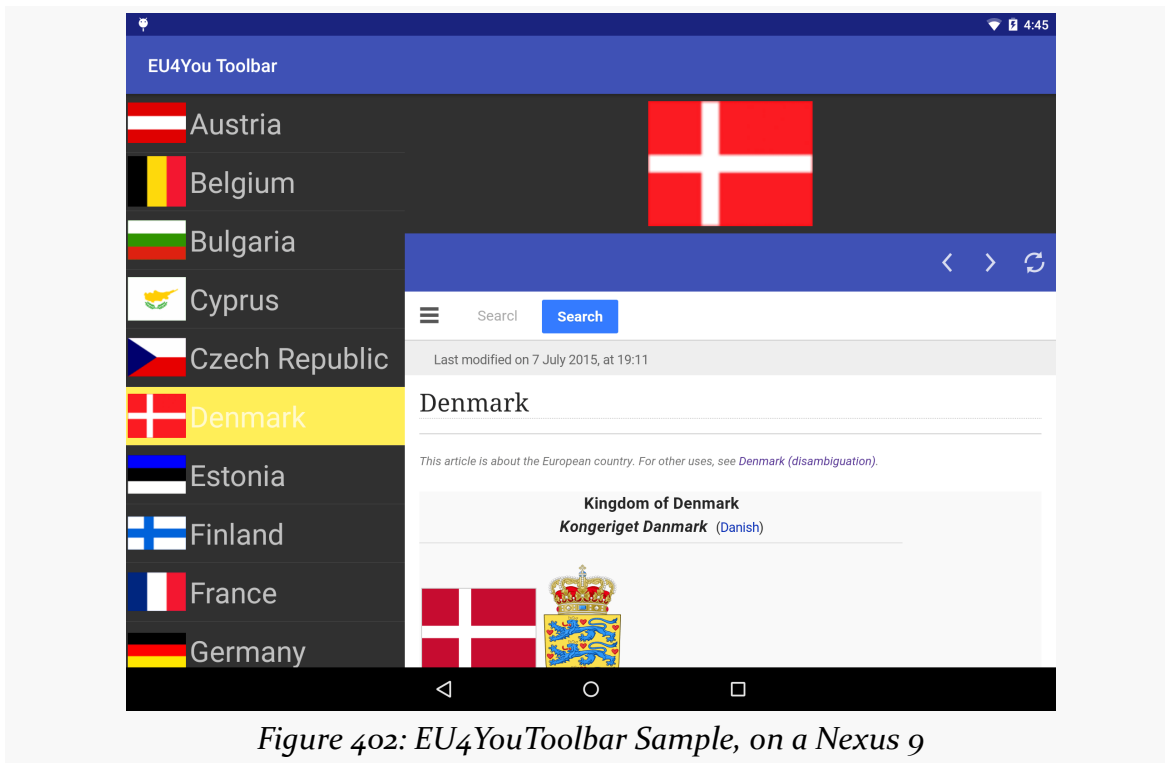 4:45
EU4You Toolbar
Austria
Belgium
Bulgaria
Cyprus
Czech Republic
Denmark
Estonia
Finland
France
Germany
Searcl
Search
Last modified on 7 July 2015, at 19:11
Denmark
This article is about the European country. For other uses, see Denmark (disambiguation).
Kingdom of Denmark
Kongeriget Danmark (Danish)
Figure 402: EU4YouToolbar Sample, on a Nexus 9